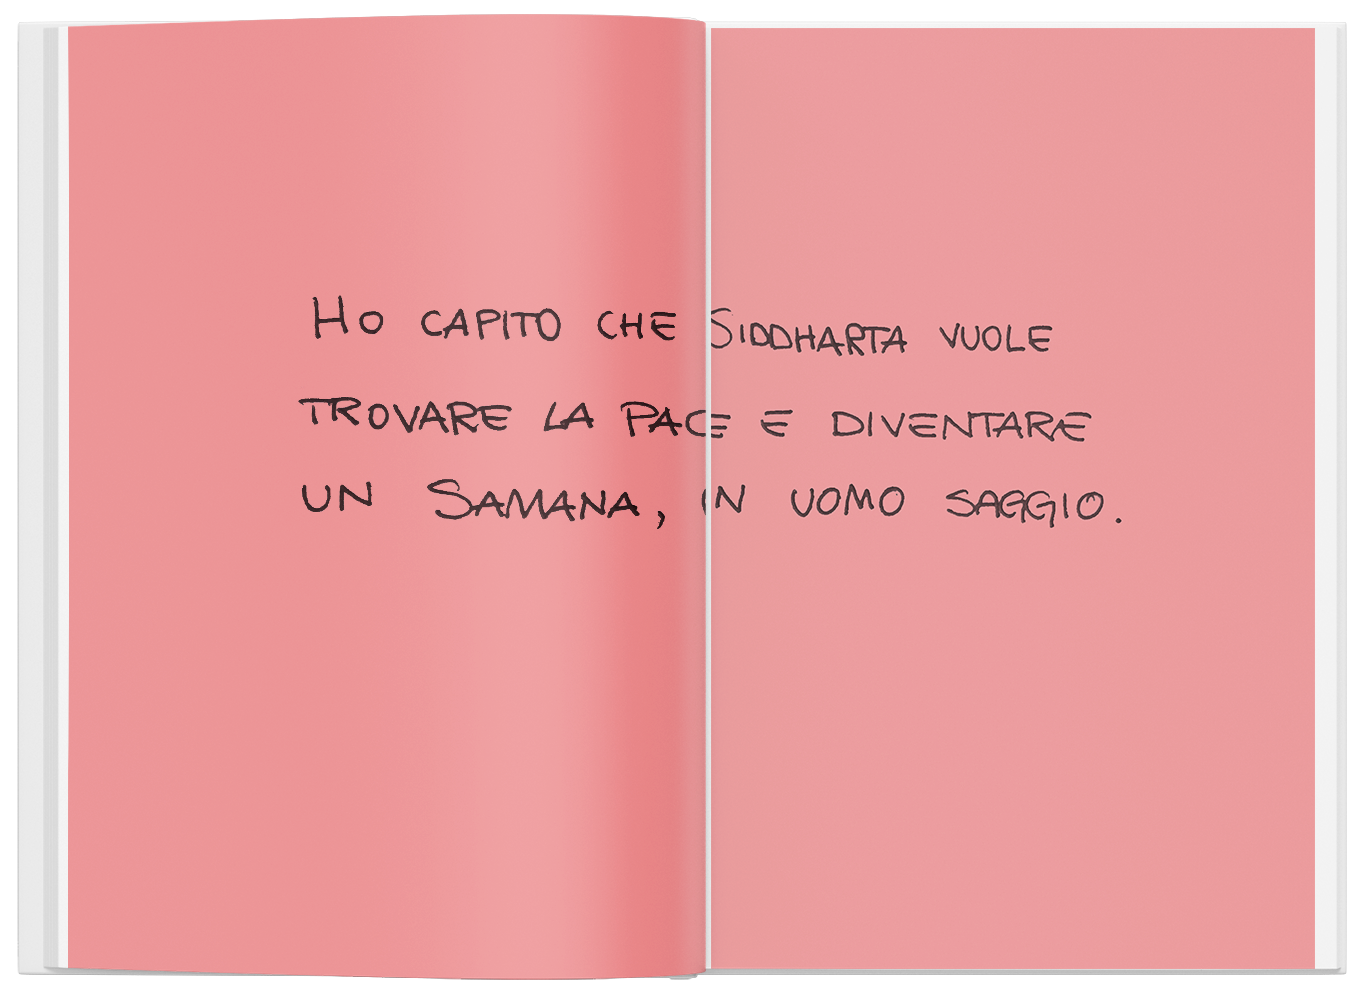 Ho CAPITO CHE SIDDHARTA VUOLE
TROVARE LA PACE E DIVENTARE
UN SAMANA, UN UOMO SAGGIO.